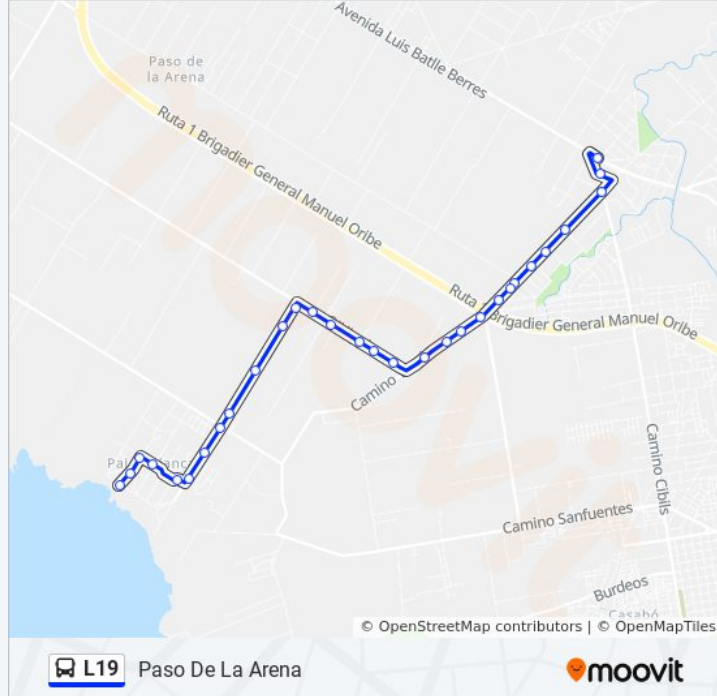 Avenida Luis Batlle Berres
Paso de
la Arena
Ruta 1 Brigadier General Manuel Oribe
Ruta 1 Brigadier General Manuel Oribe
Camino
Camino Cibils
Camino Sanfuentes
Burdeos
Casabó
© OpenStreetMap contributors | © OpenMapTiles
L19 Paso De La Arena
moovit